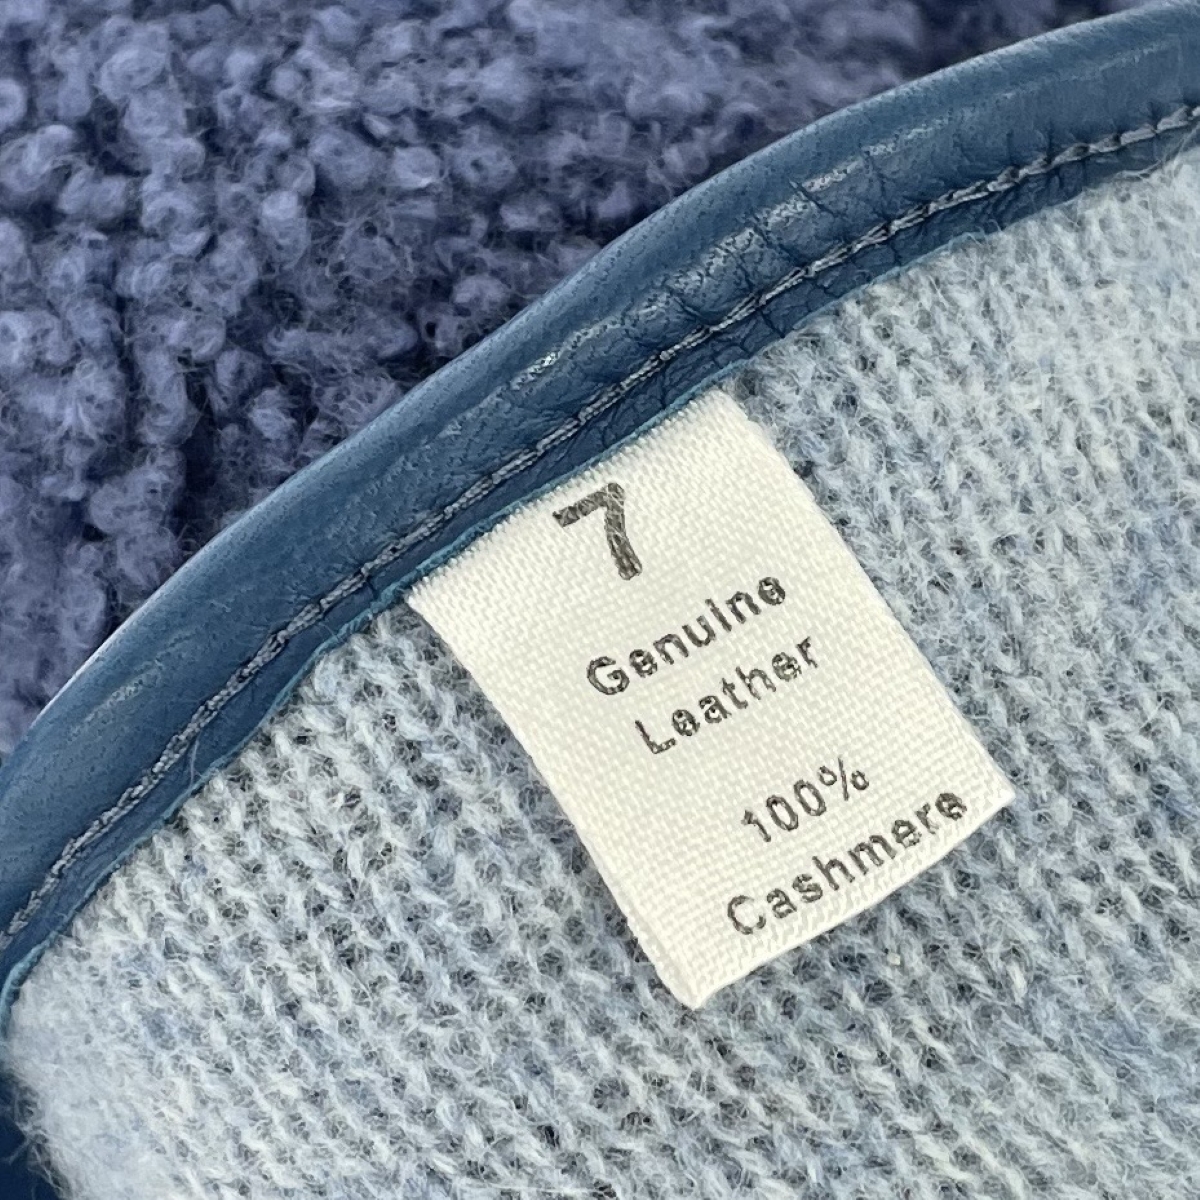 7
Genuine
Leather
100%
Cashmere